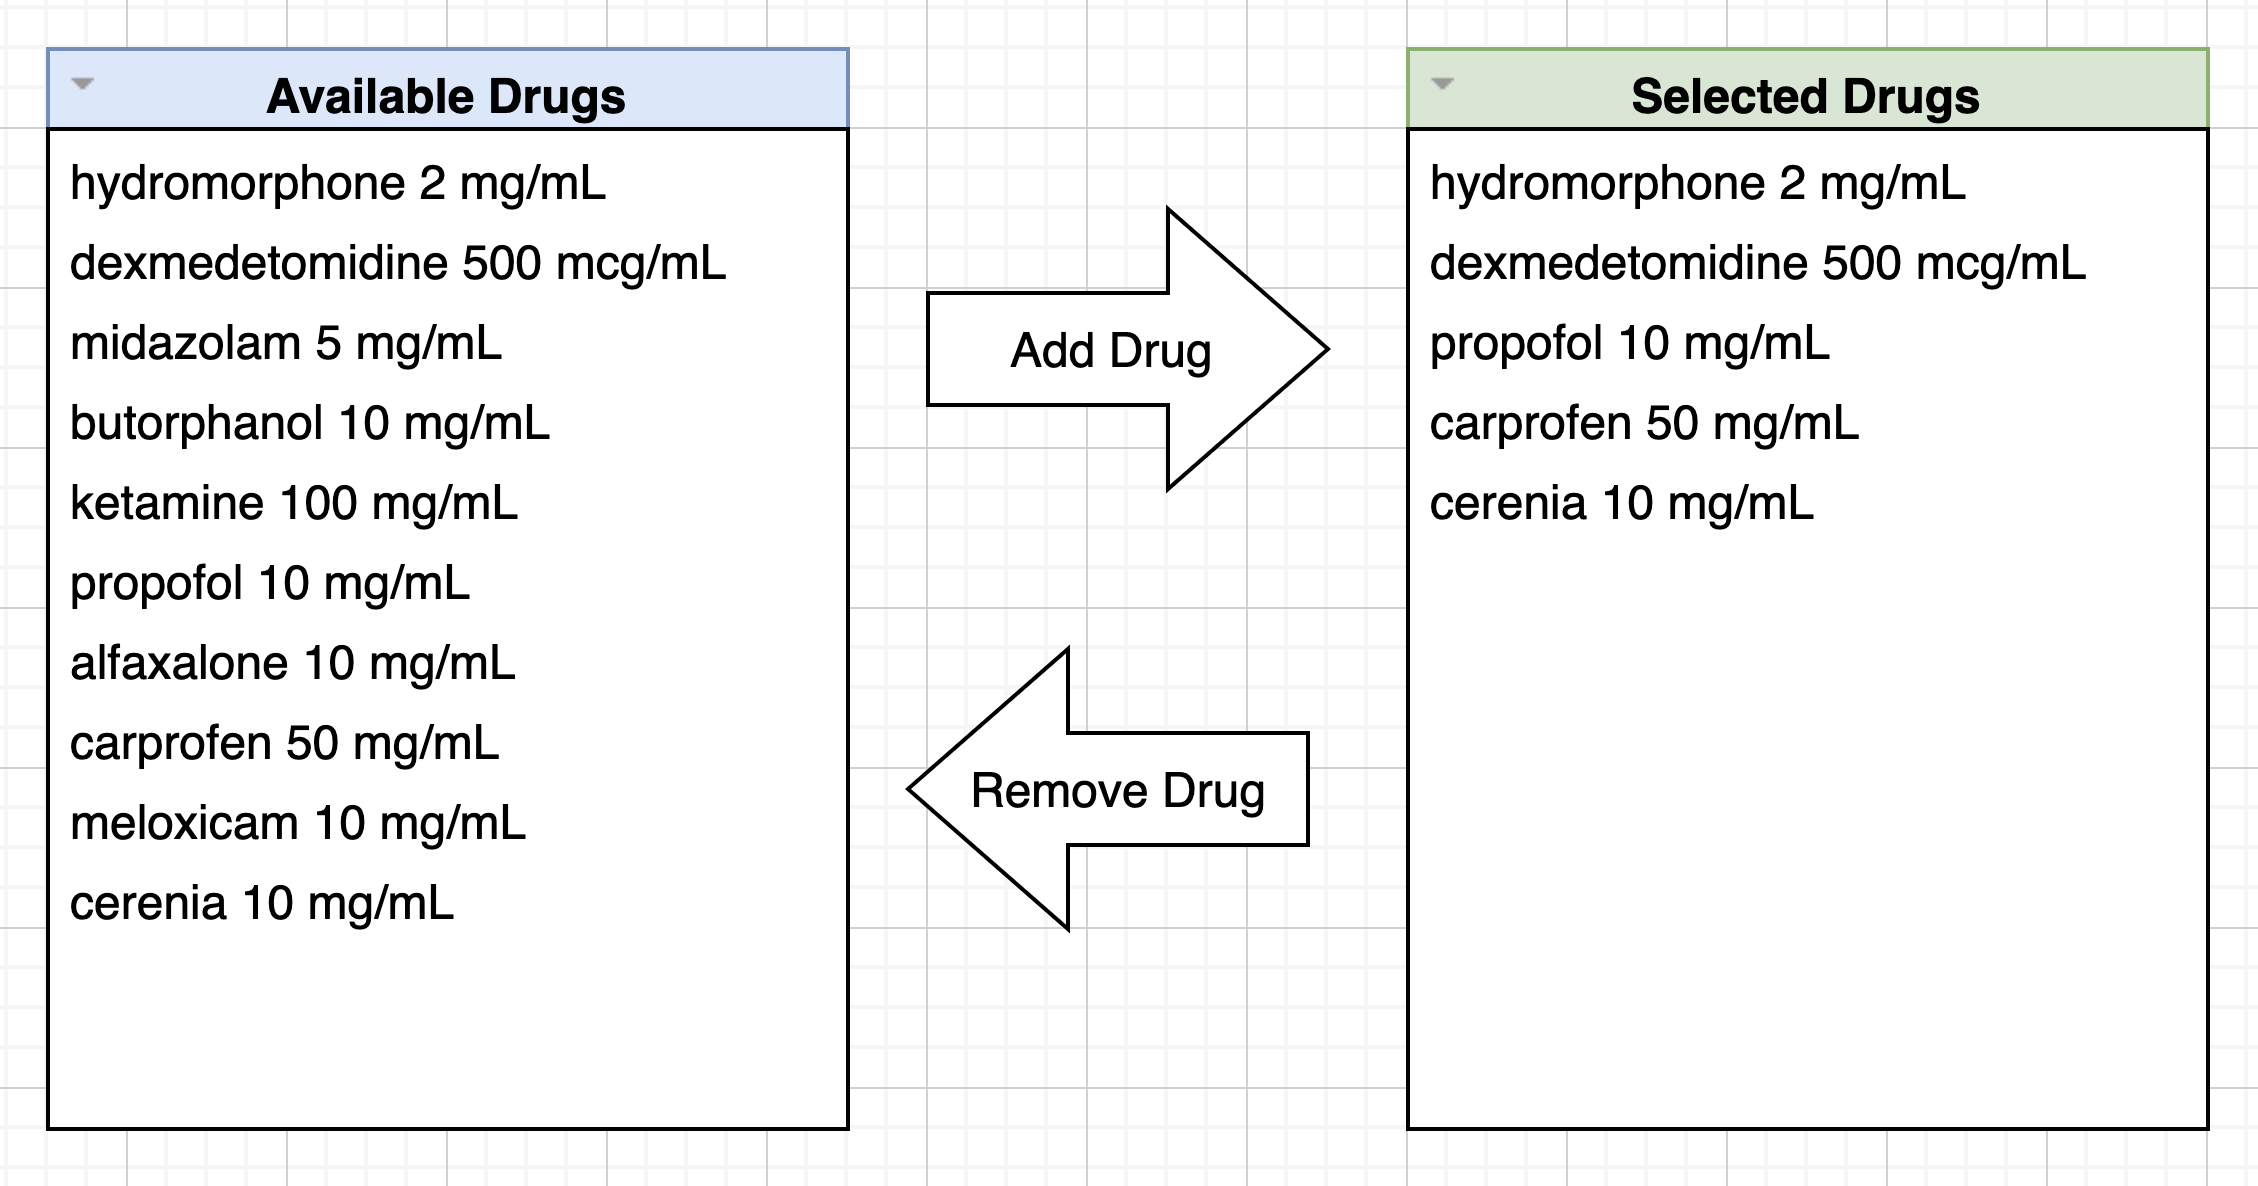 Available Drugs
hydromorphone 2 mg/mL
dexmedetomidine 500 mcg/mL
midazolam 5 mg/mL
butorphanol 10 mg/mL
ketamine 100 mg/mL
propofol 10 mg/mL
alfaxalone 10 mg/mL
carprofen 50 mg/mL
meloxicam 10 mg/mL
cerenia 10 mg/mL
Add Drug
Remove Drug
Selected Drugs
hydromorphone 2 mg/mL
dexmedetomidine 500 mcg/mL
propofol 10 mg/mL
carprofen 50 mg/mL
cerenia 10 mg/mL